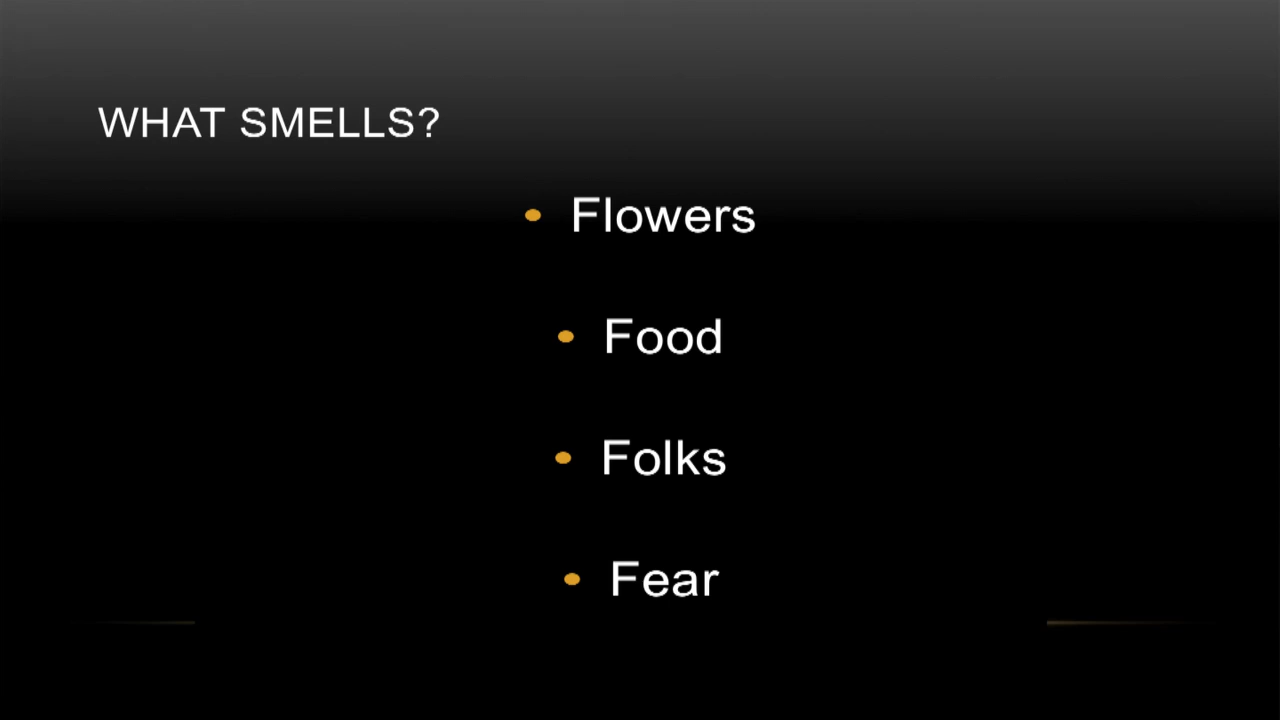 WHAT SMELLS?
• Flowers
• Food
• Folks
• Fear